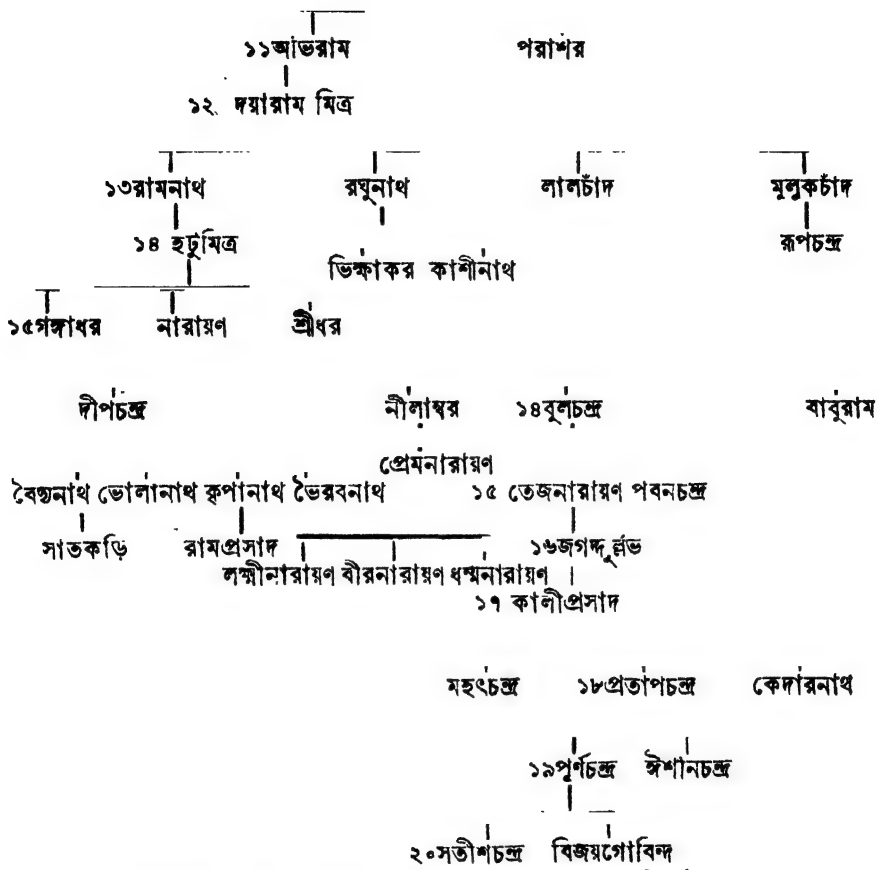 ১১আভরাম পরাশর
১২. দয়ারাম মিত্র
১৩রামনাথ রঘুনাথ লালচাঁদ মুলুকচাঁদ
১৪ হটুমিত্র রূপচন্দ্র
ভিক্ষাকর কাশীনাথ
১৫গঙ্গাধর নারায়ণ শ্রীধর
দীপচন্দ্র নীলাম্বর ১৪বুলচন্দ্র বাবুরাম
প্রেমনারায়ণ
বৈদ্যনাথ ভোলানাথ কৃপানাথ ভৈরবনাথ ১৫ তেজনারায়ণ পবনচন্দ্র
সাতকড়ি রামপ্রসাদ ১৬জগদ্দুর্ল্লভ
লক্ষ্মীনারায়ণ বীরনারায়ণ ধর্ম্মনারায়ণ
১৭ কালীপ্রসাদ
মহৎচন্দ্র ১৮প্রতাপচন্দ্র কেদারনাথ
১৯পূর্ণচন্দ্র ঈশানচন্দ্র
২০সতীশচন্দ্র বিজয়গোবিন্দ